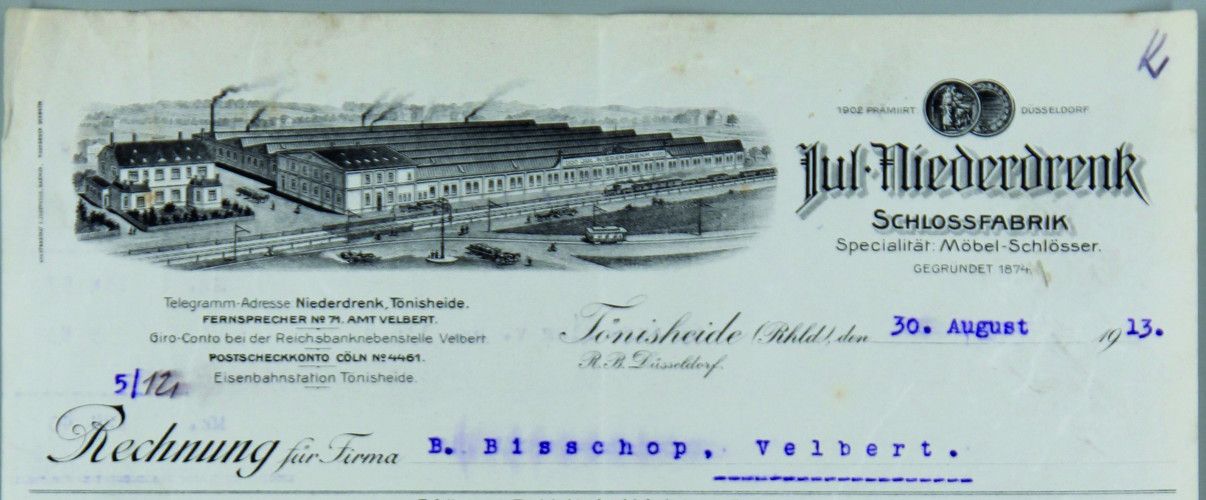 1902 PRÄMIIRT DÜSSELDORF.
Jul. Niederdrenk
SCHLOSSFABRIK
Specialität: Möbel-Schlösser.
GEGRÜNDET 1874.
JUL. NIEDERDRENK
Telegramm-Adresse Niederdrenk, Tönisheide.
FERNSPRECHER No 71. AMT VELBERT.
Giro-Conto bei der Reichsbanknebenstelle Velbert
POSTSCHECKKONTO CÖLN No 4461.
Eisenbahnstation Tönisheide.
Tönisheide (Rhld), den 30. August 1913.
R. B. Düsseldorf.
5/12
Rechnung für Firma B. Bisschop, Velbert.